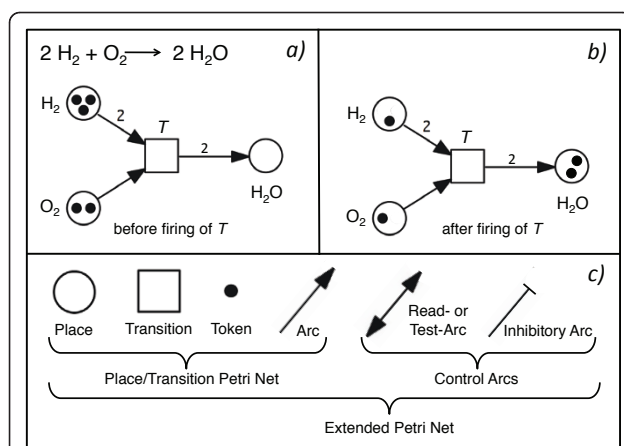 2 H₂ + O₂ → 2 H₂O a)
H₂
2
T
2
O₂
H₂O
before firing of T
b)
H₂
2
T
2
O₂
H₂O
after firing of T
c)
Place
Transition
Token
Arc
Read- or
Test-Arc
Inhibitory Arc
Place/Transition Petri Net
Control Arcs
Extended Petri Net